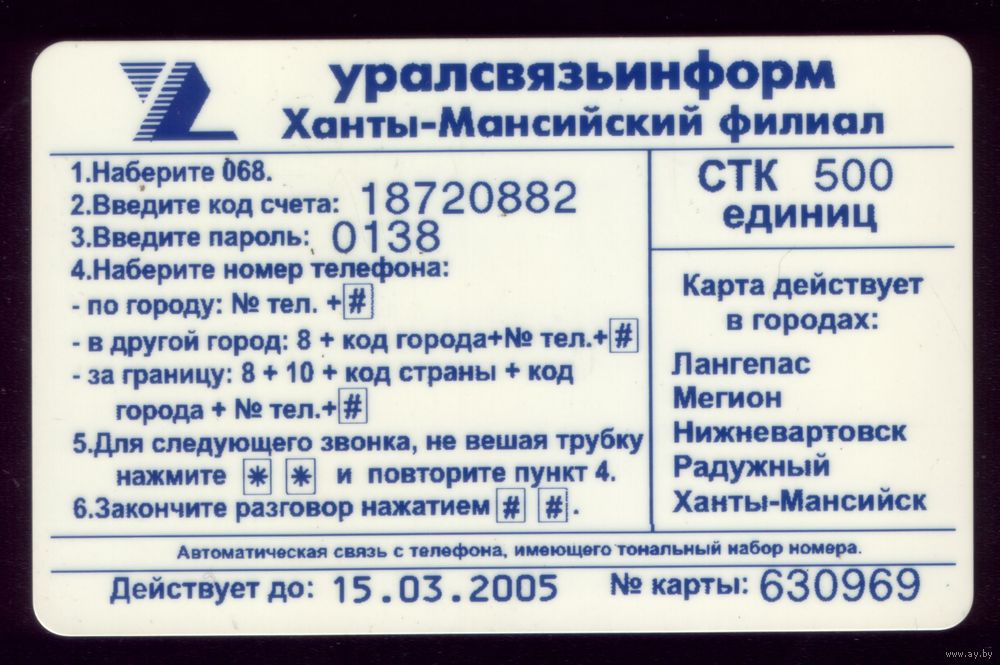 уралсвязьинформ
Ханты-Мансийский филиал
1.Наберите 068.
2.Введите код счета: 18720882
3.Введите пароль: 0138
4.Наберите номер телефона:
- по городу: № тел. + #
- в другой город: 8 + код города+№ тел.+ #
- за границу: 8 + 10 + код страны + код
города + № тел.+ #
5.Для следующего звонка, не вешая трубку
нажмите * * и повторите пункт 4.
6.Закончите разговор нажатием # # .
СТК 500
единиц
Карта действует
в городах:
Лангепас
Мегион
Нижневартовск
Радужный
Ханты-Мансийск
Автоматическая связь с телефона, имеющего тональный набор номера.
Действует до: 15.03.2005 № карты: 630969
www.ay.by